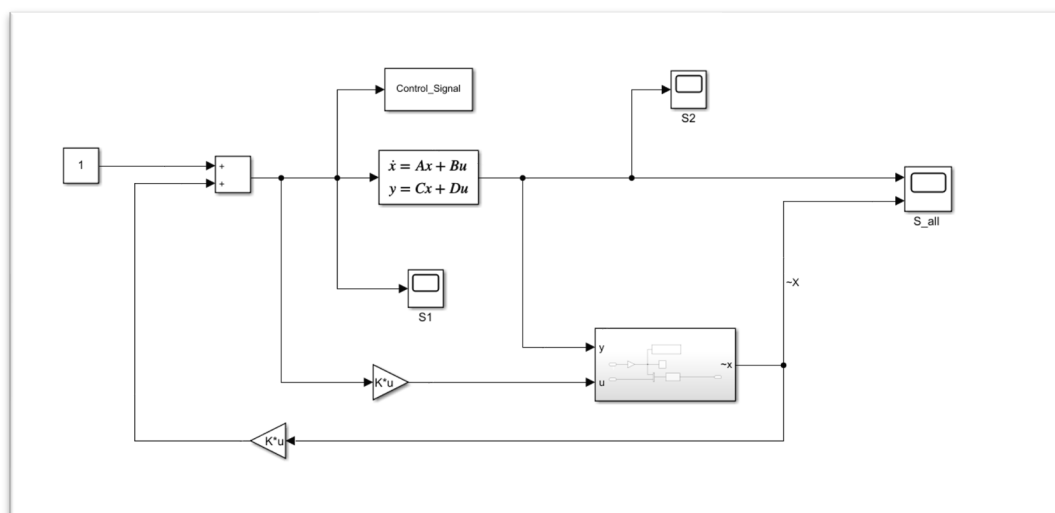 Control_Signal
S2
1
+
+
ẋ = Ax + Bu
y = Cx + Du
S_all
~X
S1
y
u
~x
K*u
K*u